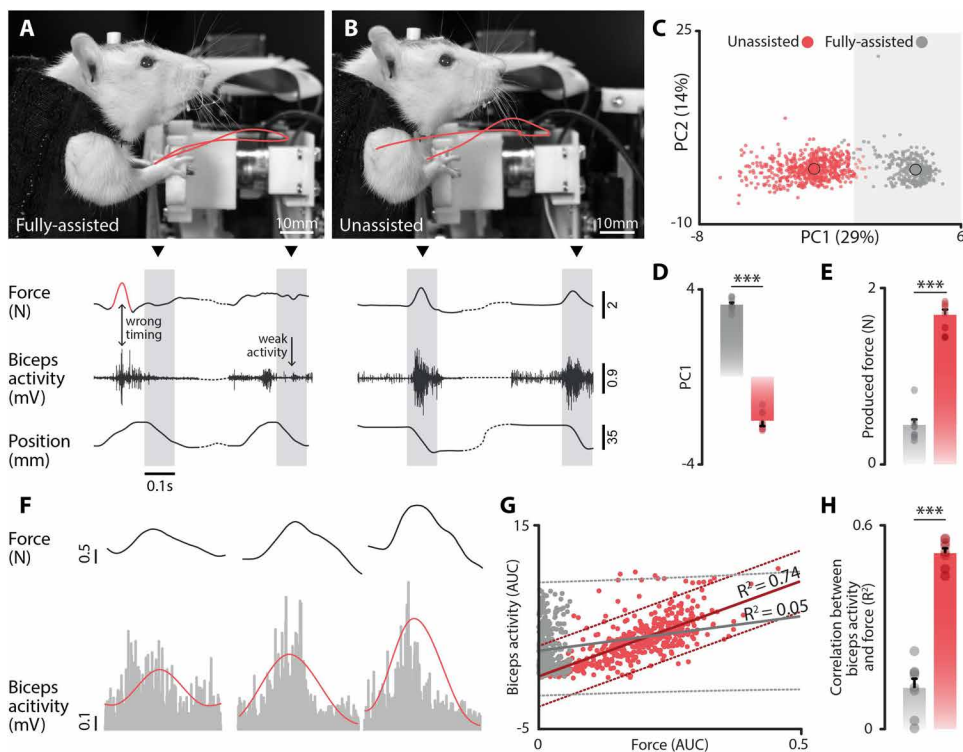 A
Fully-assisted
10mm
B
Unassisted
10mm
C
Unassisted
Fully-assisted
25
PC2 (14%)
-10
-8
PC1 (29%)
6
Force
(N)
wrong
timing
2
Biceps
activity
(mV)
weak
activity
0.9
Position
(mm)
35
0.1s
D
4
***
PC1
-4
E
2
***
Produced force (N)
0
F
Force
(N)
0.5
Biceps
acitivity
(mV)
0.1
G
15
Biceps activity (AUC)
R² = 0.74
R² = 0.05
-5
0
Force (AUC)
0.5
H
0.6
***
Correlation between
biceps activity
and force (R²)
0